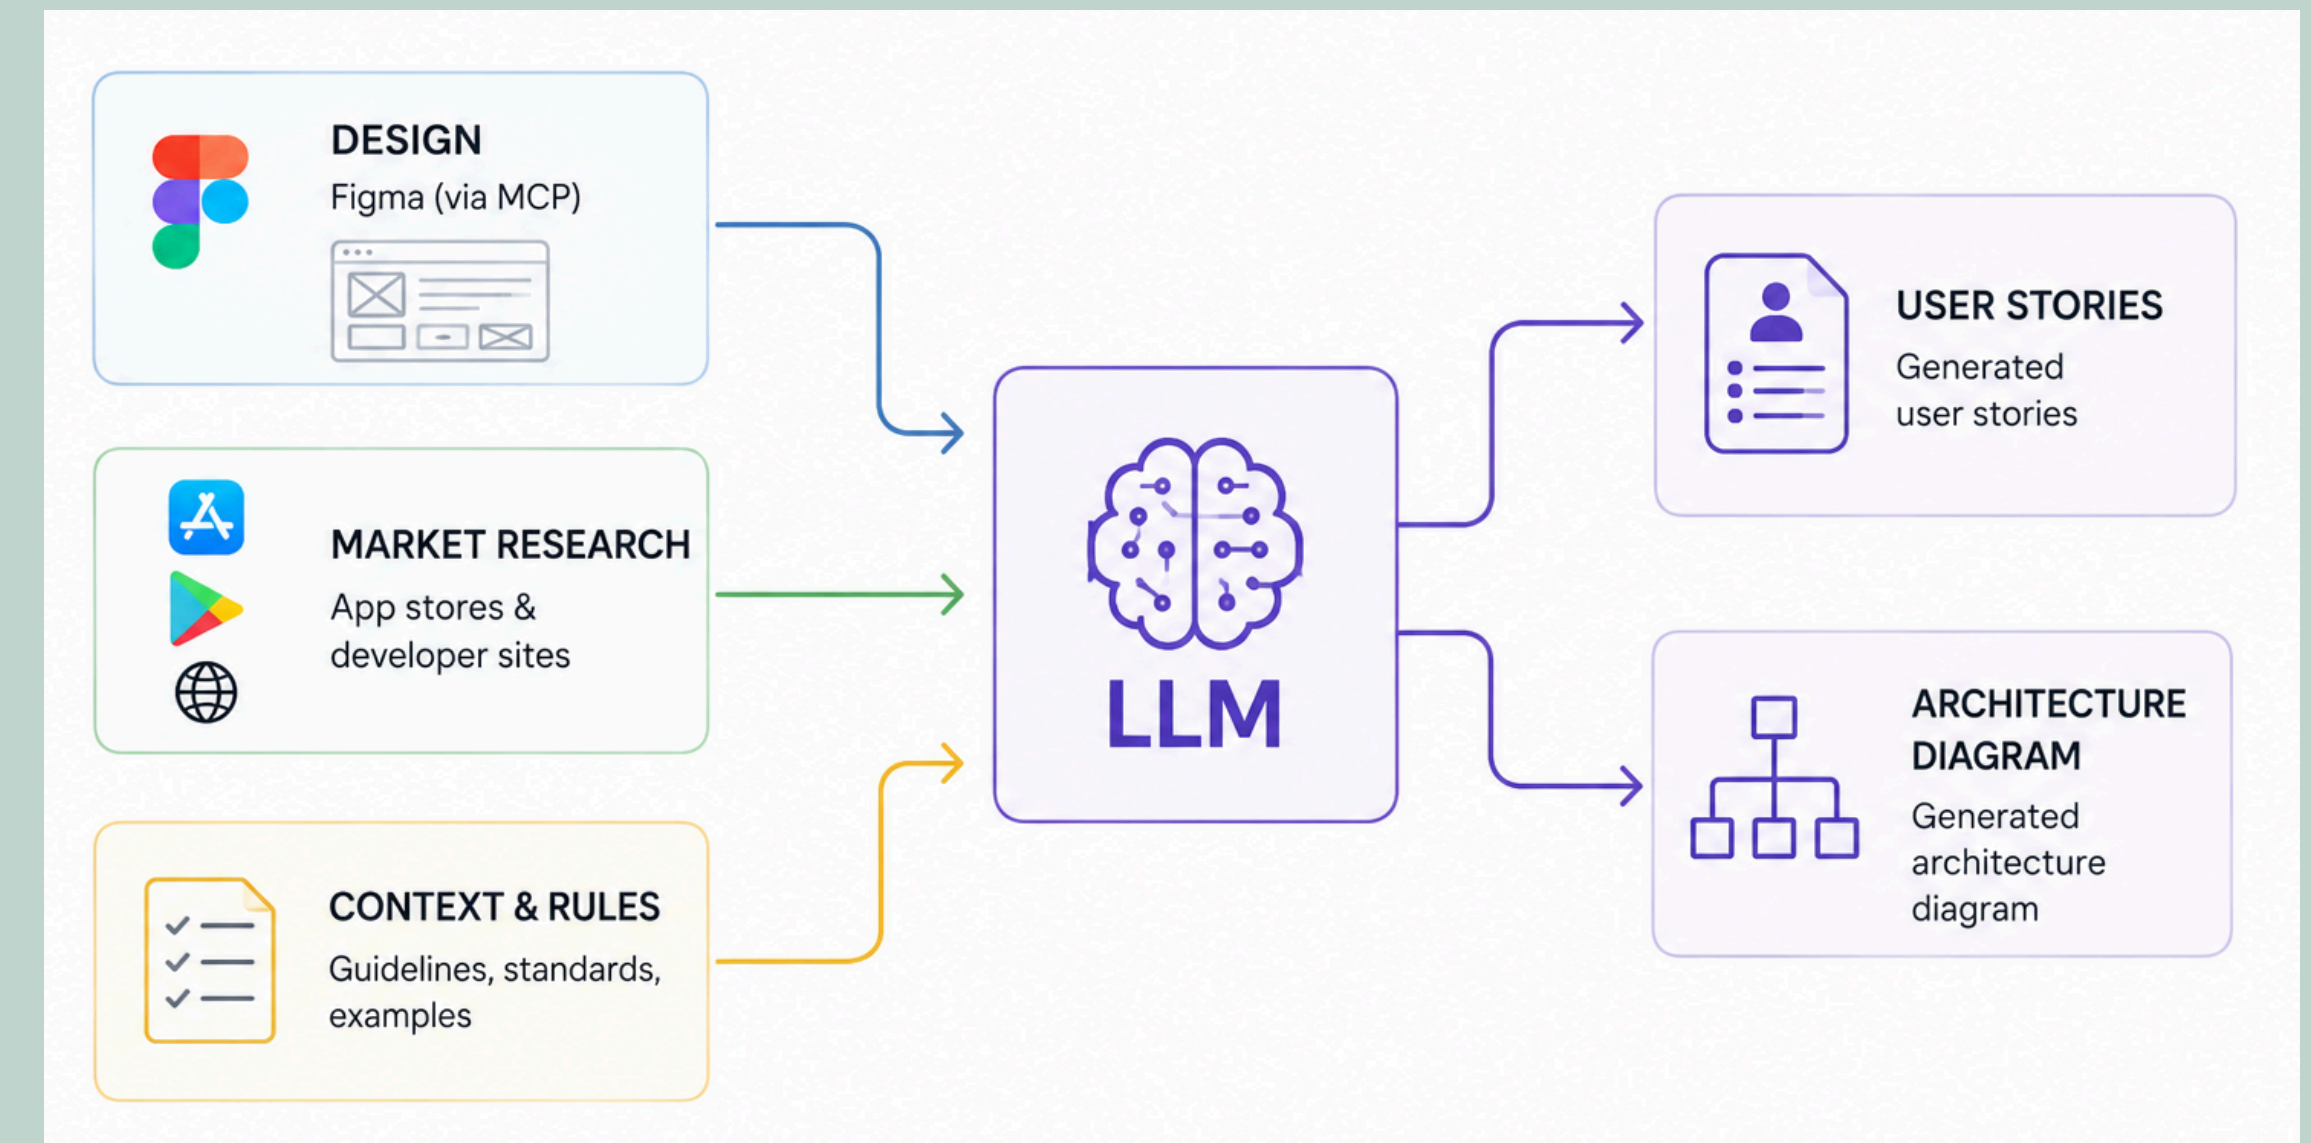 DESIGN
Figma (via MCP)
MARKET RESEARCH
App stores &
developer sites
CONTEXT & RULES
Guidelines, standards,
examples
LLM
USER STORIES
Generated
user stories
ARCHITECTURE
DIAGRAM
Generated
architecture
diagram